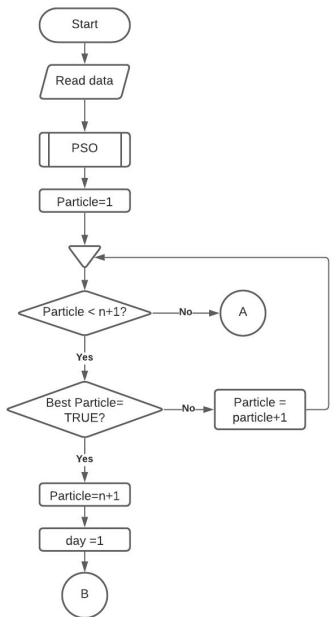 Start
Read data
PSO
Particle=1
Particle < n+1?
No
A
Yes
Best Particle=
TRUE?
No
Particle =
particle+1
Yes
Particle=n+1
day =1
B